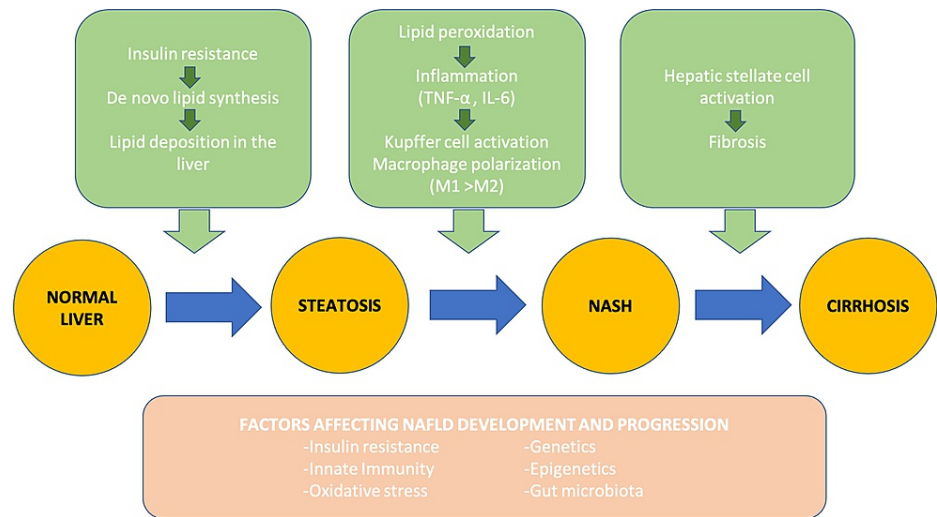 Insulin resistance
De novo lipid synthesis
Lipid deposition in the
liver
Lipid peroxidation
Inflammation
(TNF-α , IL-6)
Kupffer cell activation
Macrophage polarization
(M1 >M2)
Hepatic stellate cell
activation
Fibrosis
NORMAL
LIVER
STEATOSIS
NASH
CIRRHOSIS
FACTORS AFFECTING NAFLD DEVELOPMENT AND PROGRESSION
-Insulin resistance
-Innate Immunity
-Oxidative stress
-Genetics
-Epigenetics
-Gut microbiota